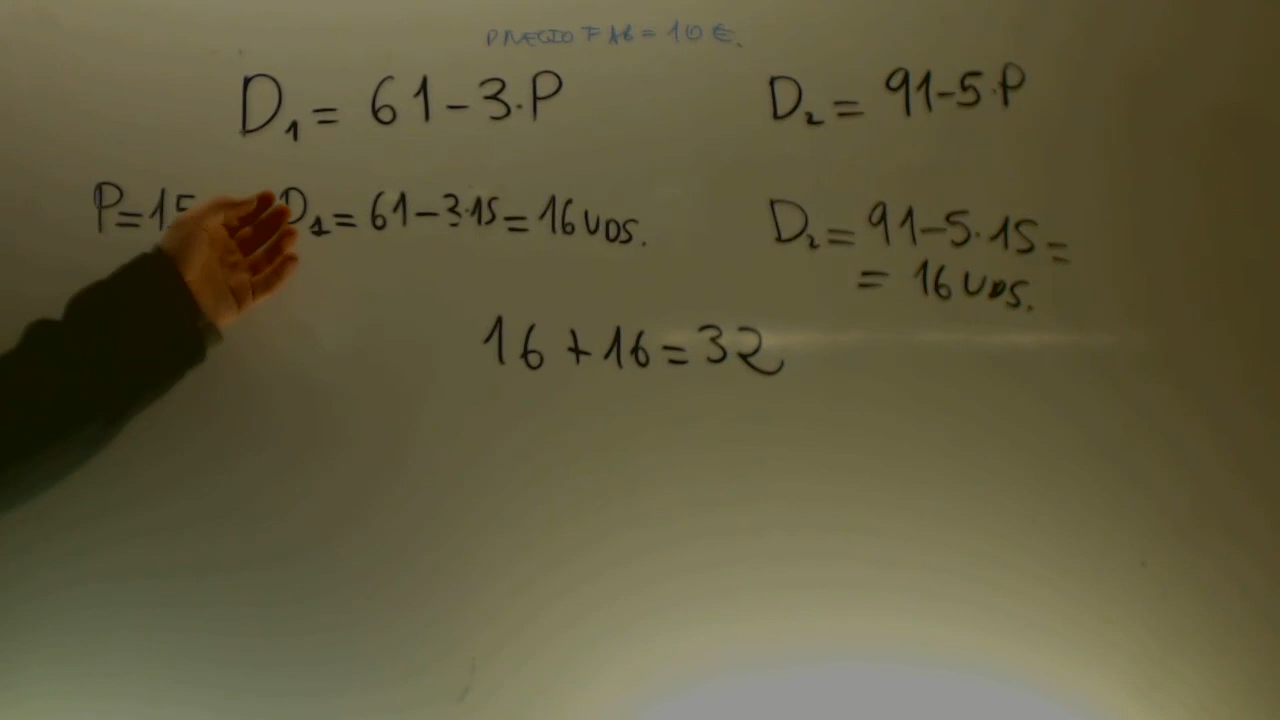 PRECIO FAB = 10 €.
D₁ = 61 - 3·P
D₂ = 91 - 5·P
P = 15 D₁ = 61 - 3·15 = 16 UDS.
D₂ = 91 - 5·15 =
= 16 UDS.
16 + 16 = 32